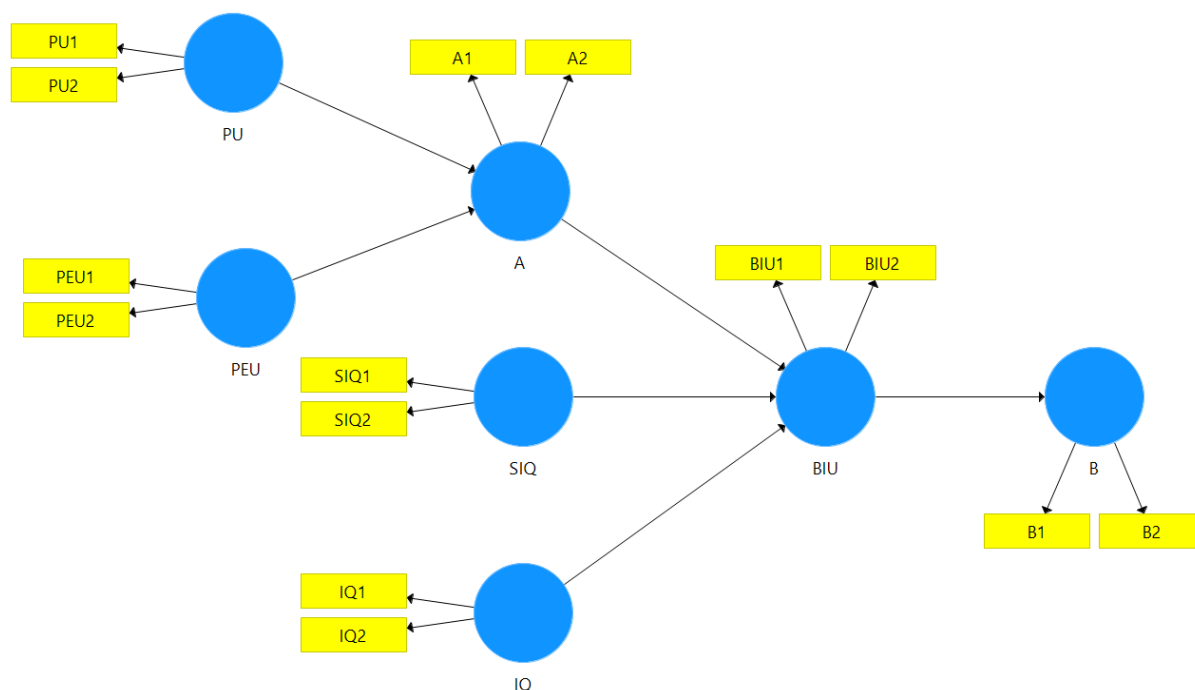 PU1
PU2
PU
A1
A2
A
PEU1
PEU2
PEU
SIQ1
SIQ2
SIQ
BIU1
BIU2
BIU
B
B1
B2
IQ1
IQ2
IQ